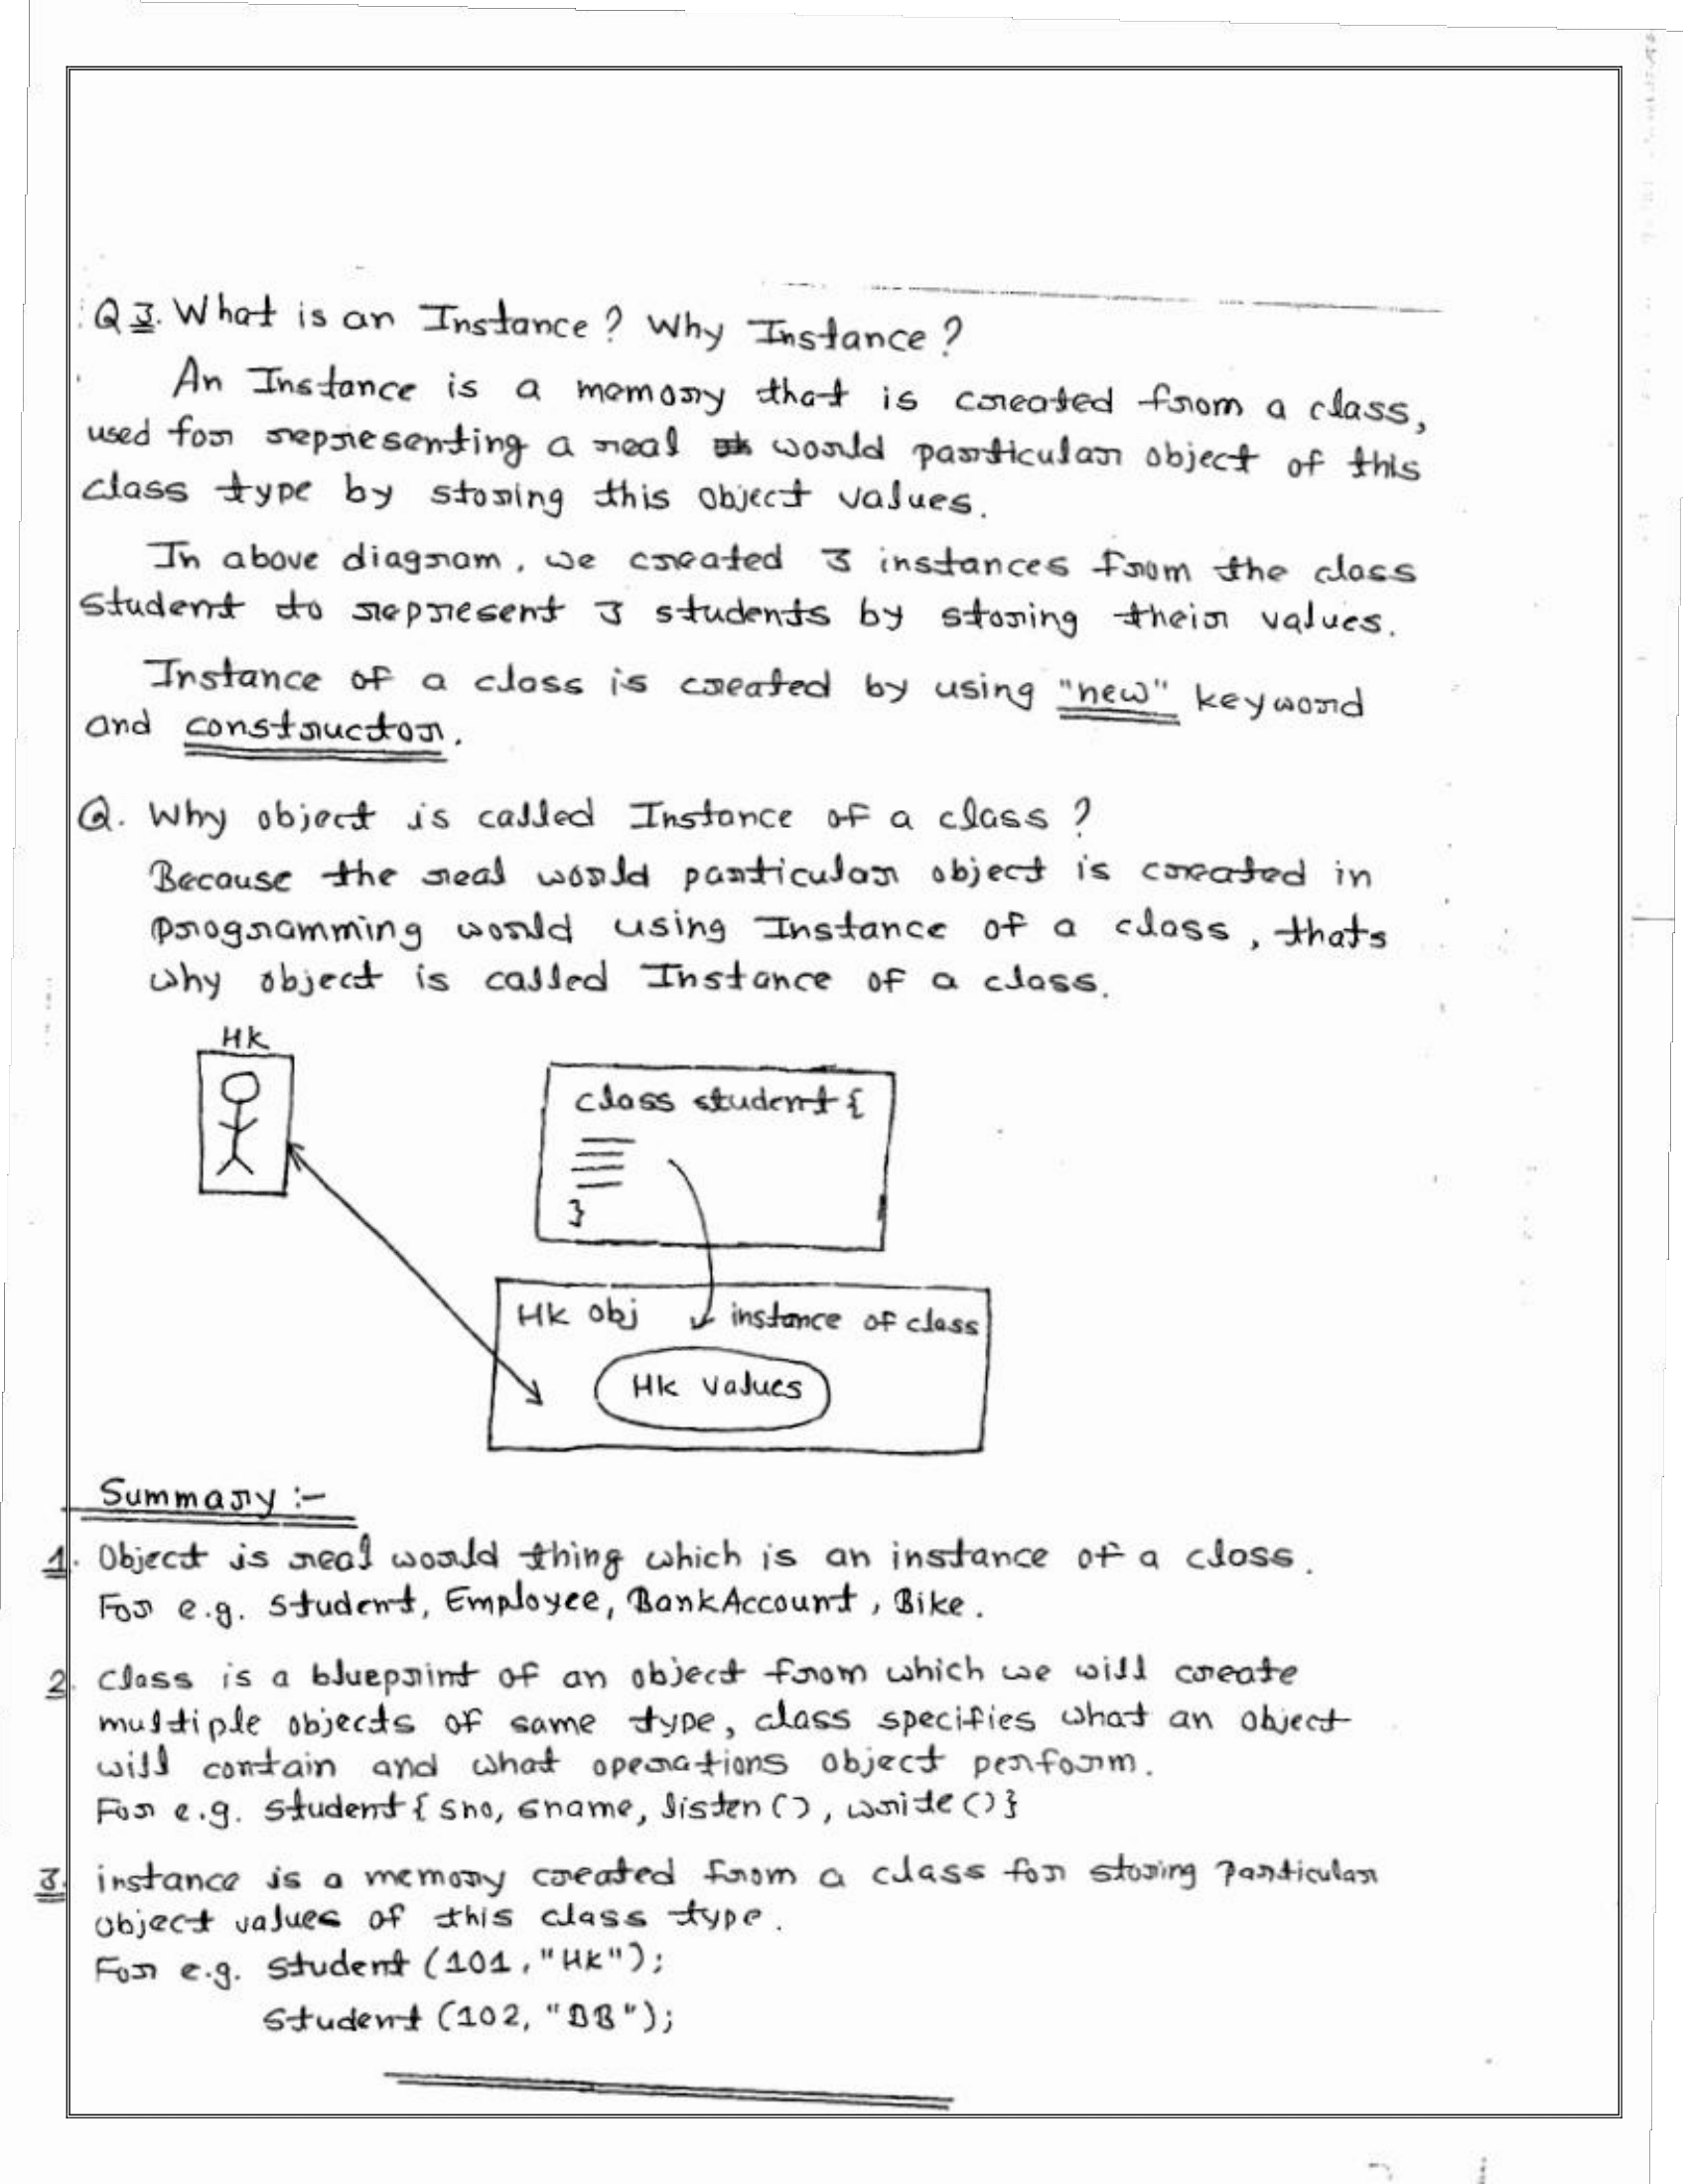 Q3. What is an Instance? Why Instance?
An Instance is a memory that is created from a class,
used for representing a real world particular object of this
class type by storing this object values.
In above diagram, we created 3 instances from the class
student to represent 3 students by storing their values.
Instance of a class is created by using "new" keyword
and constructor.
Q. Why object is called Instance of a class?
Because the real world particular object is created in
programming world using Instance of a class, thats
why object is called Instance of a class.
HK
class student {
}
HK obj
instance of class
HK values
Summary :-
1. Object is real world thing which is an instance of a class.
For e.g. Student, Employee, BankAccount, Bike.
2. class is a blueprint of an object from which we will create
multiple objects of same type, class specifies what an object
will contain and what operations object perform.
For e.g. student { sno, sname, listen(), write()}
3. instance is a memory created from a class for storing particular
object values of this class type.
For e.g. student (101, "HK");
student (102, "BB");